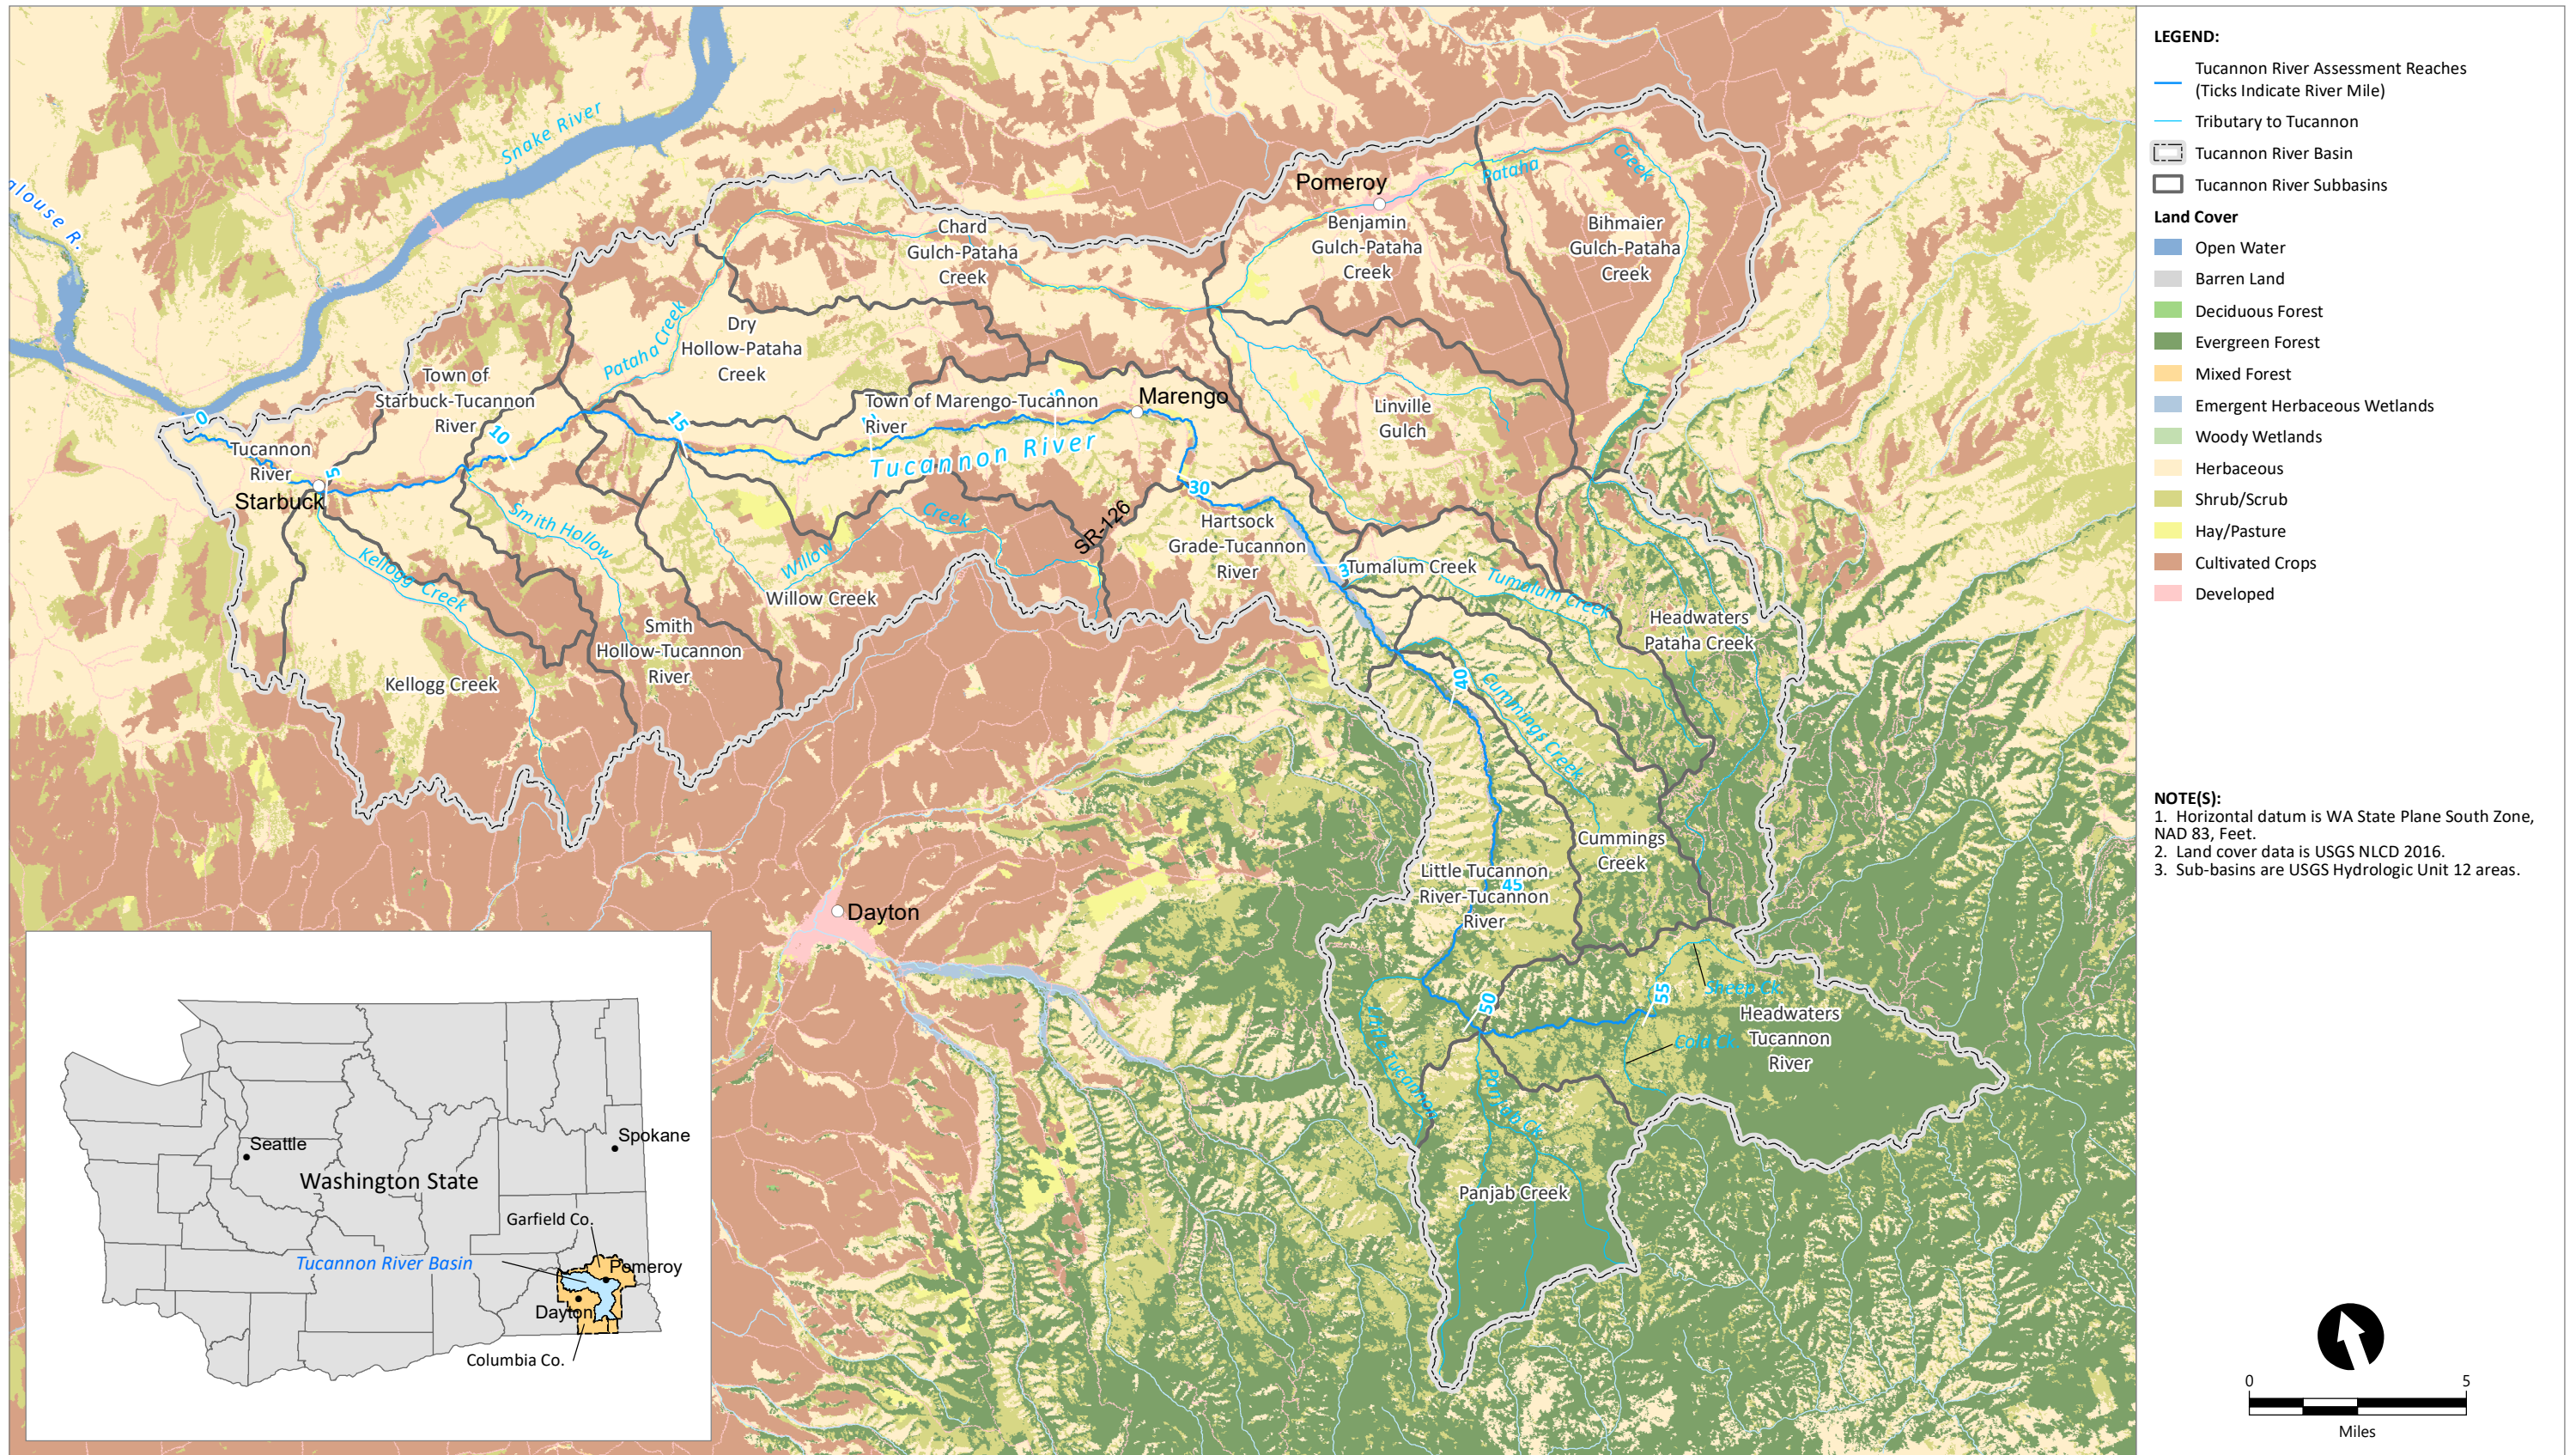 Snake River
alouse R.
Pomeroy
Pataha
Creek
Benjamin
Gulch-Pataha
Creek
Bihmaier
Gulch-Pataha
Creek
Chard
Gulch-Pataha
Creek
Pataha Creek
Dry
Hollow-Pataha
Creek
Town of
Starbuck-Tucannon
River
0
5
10
15
Town of Marengo-Tucannon
River
Marengo
Tucannon River
Linville
Gulch
Tucannon
River
Starbuck
30
Smith Hollow
Kellogg Creek
Willow
Creek
SR-126
Hartsock
Grade-Tucannon
River
3
Tumalum Creek
Tumalum Creek
Willow Creek
Headwaters
Pataha Creek
Smith
Hollow-Tucannon
River
Kellogg Creek
40
Cummings Creek
Cummings
Creek
Little Tucannon
River-Tucannon
River
45
Dayton
50
55
Sheep Ck.
Headwaters
Tucannon
River
Cold Ck.
Little Tucannon
Panjab Ck.
Panjab Creek
Seattle
Spokane
Washington State
Garfield Co.
Tucannon River Basin
Pomeroy
Dayton
Columbia Co.
LEGEND:
Tucannon River Assessment Reaches
(Ticks Indicate River Mile)
Tributary to Tucannon
Tucannon River Basin
Tucannon River Subbasins
Land Cover
Open Water
Barren Land
Deciduous Forest
Evergreen Forest
Mixed Forest
Emergent Herbaceous Wetlands
Woody Wetlands
Herbaceous
Shrub/Scrub
Hay/Pasture
Cultivated Crops
Developed
NOTE(S):
1. Horizontal datum is WA State Plane South Zone,
NAD 83, Feet.
2. Land cover data is USGS NLCD 2016.
3. Sub-basins are USGS Hydrologic Unit 12 areas.
0 5
Miles